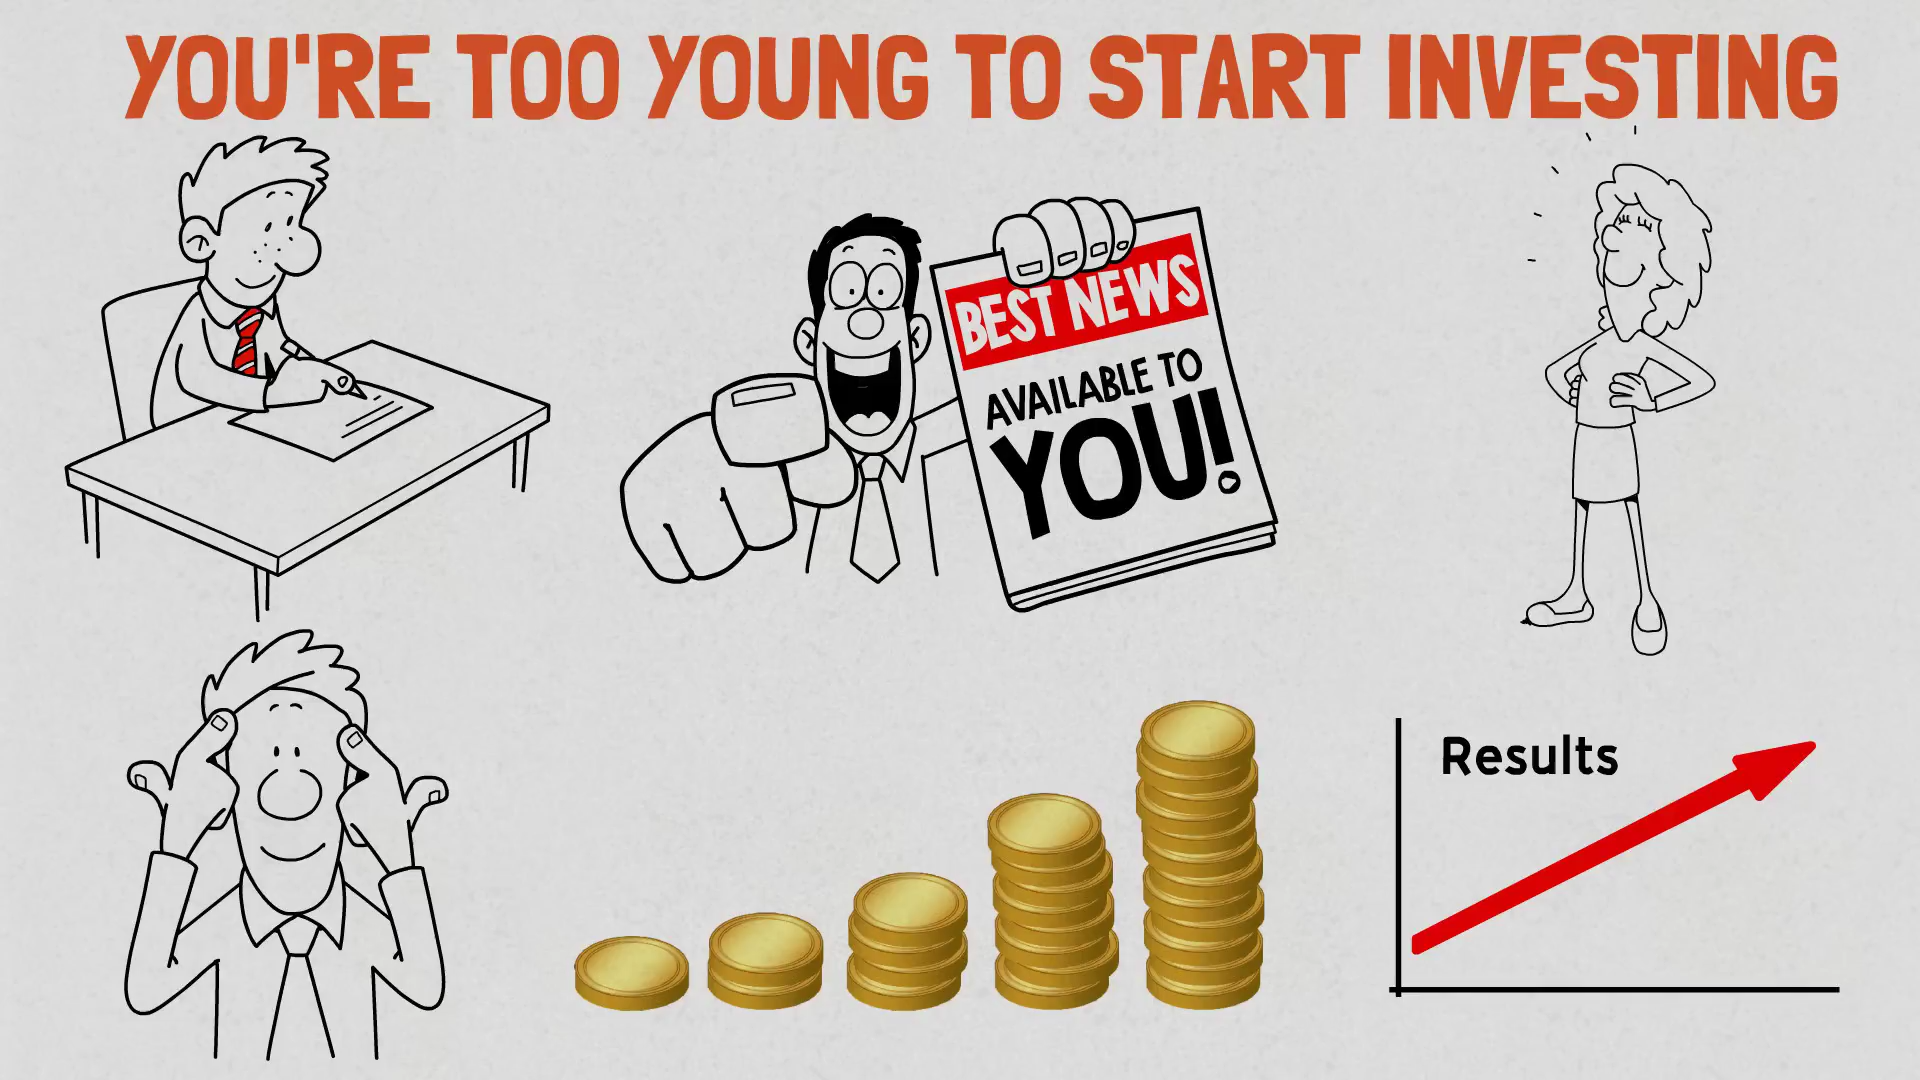 YOU'RE TOO YOUNG TO START INVESTING
BEST NEWS
AVAILABLE TO
YOU!
Results